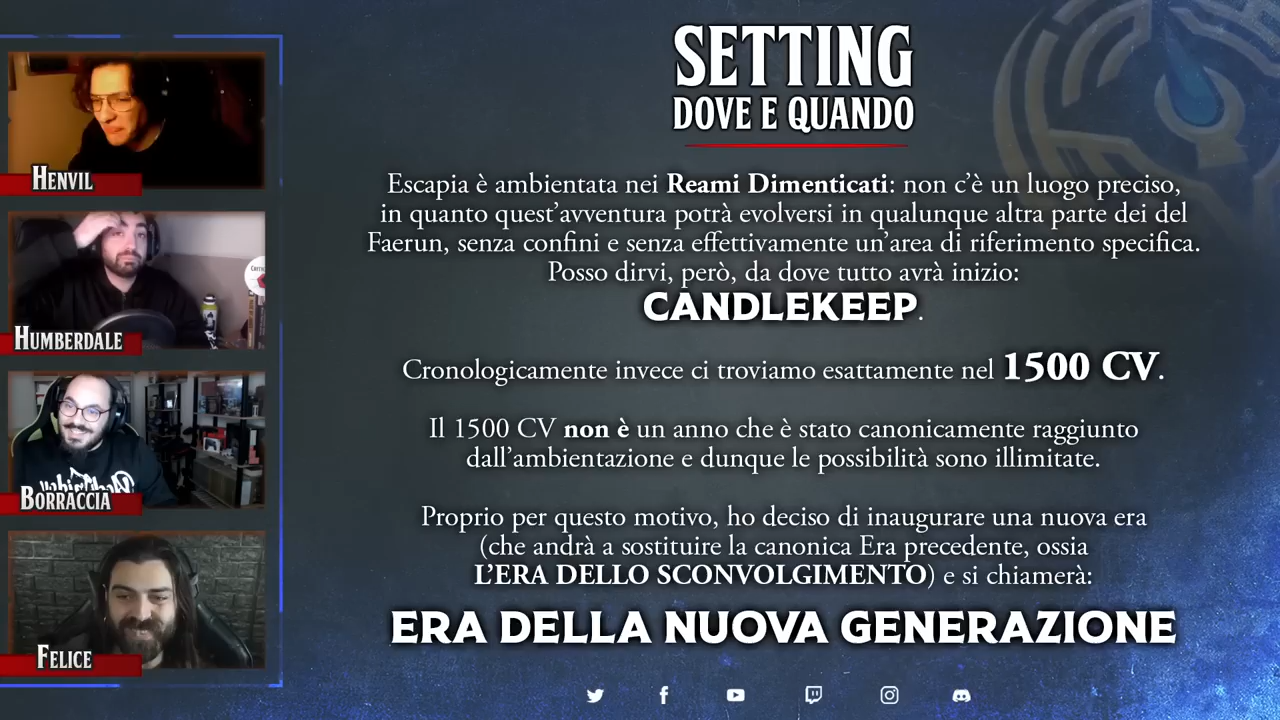 SETTING
DOVE E QUANDO
Escapia è ambientata nei Reami Dimenticati: non c'è un luogo preciso,
in quanto quest'avventura potrà evolversi in qualunque altra parte dei del
Faerun, senza confini e senza effettivamente un'area di riferimento specifica.
Posso dirvi, però, da dove tutto avrà inizio:
CANDLEKEEP.
Cronologicamente invece ci troviamo esattamente nel 1500 CV.
Il 1500 CV non è un anno che è stato canonicamente raggiunto
dall'ambientazione e dunque le possibilità sono illimitate.
Proprio per questo motivo, ho deciso di inaugurare una nuova era
(che andrà a sostituire la canonica Era precedente, ossia
L'ERA DELLO SCONVOLGIMENTO) e si chiamerà:
ERA DELLA NUOVA GENERAZIONE
HENVIL
HUMBERDALE
BORRACCIA
FELICE